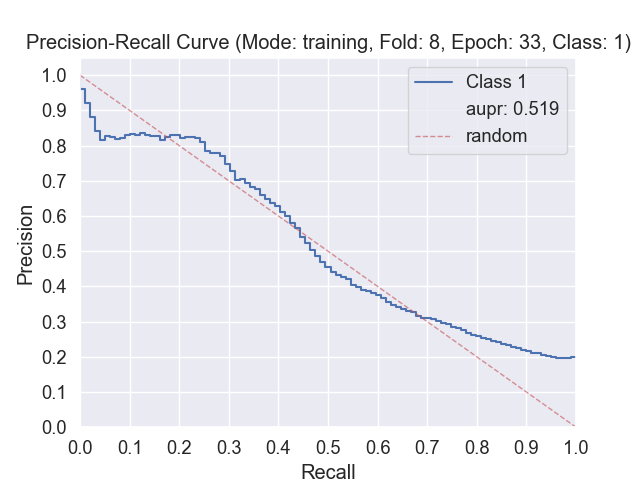 Precision-Recall Curve (Mode: training, Fold: 8, Epoch: 33, Class: 1)
Class 1
aupr: 0.519
random
Precision
1.0
0.9
0.8
0.7
0.6
0.5
0.4
0.3
0.2
0.1
0.0
0.0 0.1 0.2 0.3 0.4 0.5 0.6 0.7 0.8 0.9 1.0
Recall